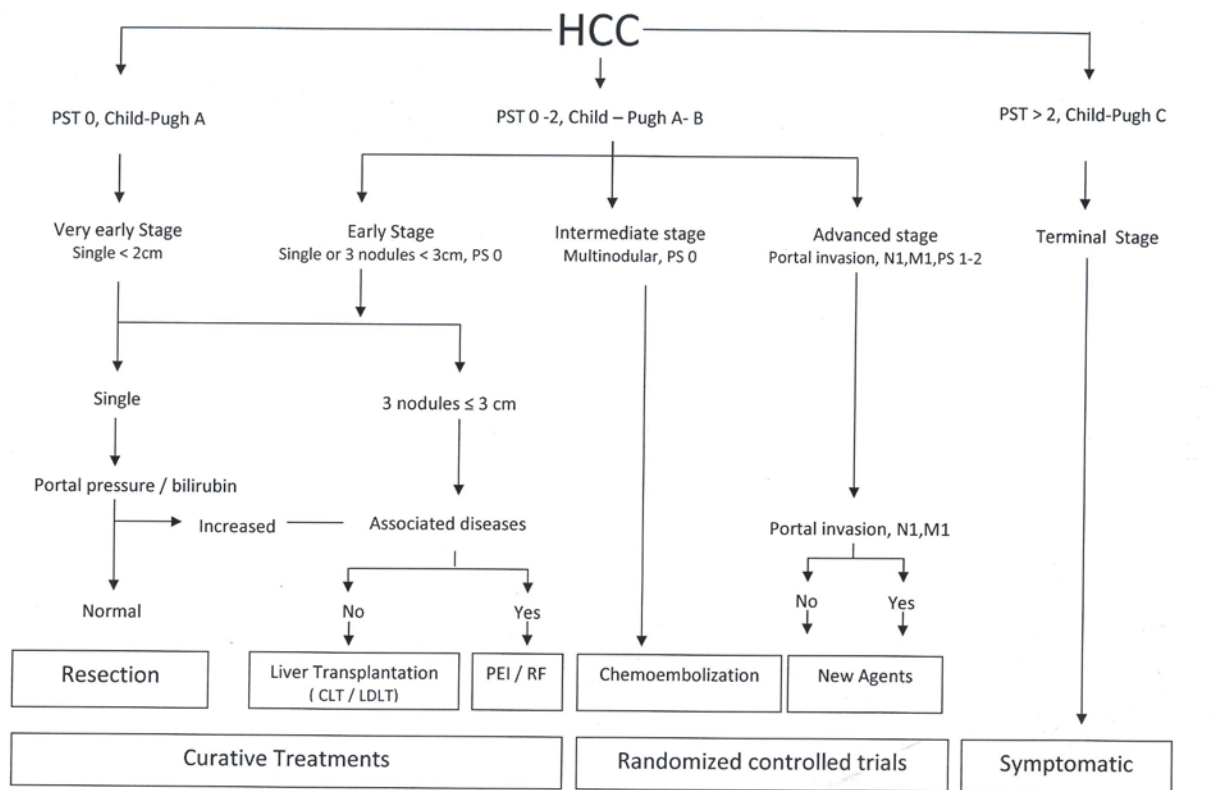 HCC
PST 0, Child-Pugh A
PST 0 -2, Child – Pugh A- B
PST > 2, Child-Pugh C
Very early Stage
Single < 2cm
Early Stage
Single or 3 nodules < 3cm, PS 0
Intermediate stage
Multinodular, PS 0
Advanced stage
Portal invasion, N1,M1,PS 1-2
Terminal Stage
Single
3 nodules ≤ 3 cm
Portal pressure / bilirubin
Increased
Associated diseases
Portal invasion, N1,M1
Normal
No
Yes
No
Yes
Resection
Liver Transplantation
( CLT / LDLT)
PEI / RF
Chemoembolization
New Agents
Curative Treatments
Randomized controlled trials
Symptomatic